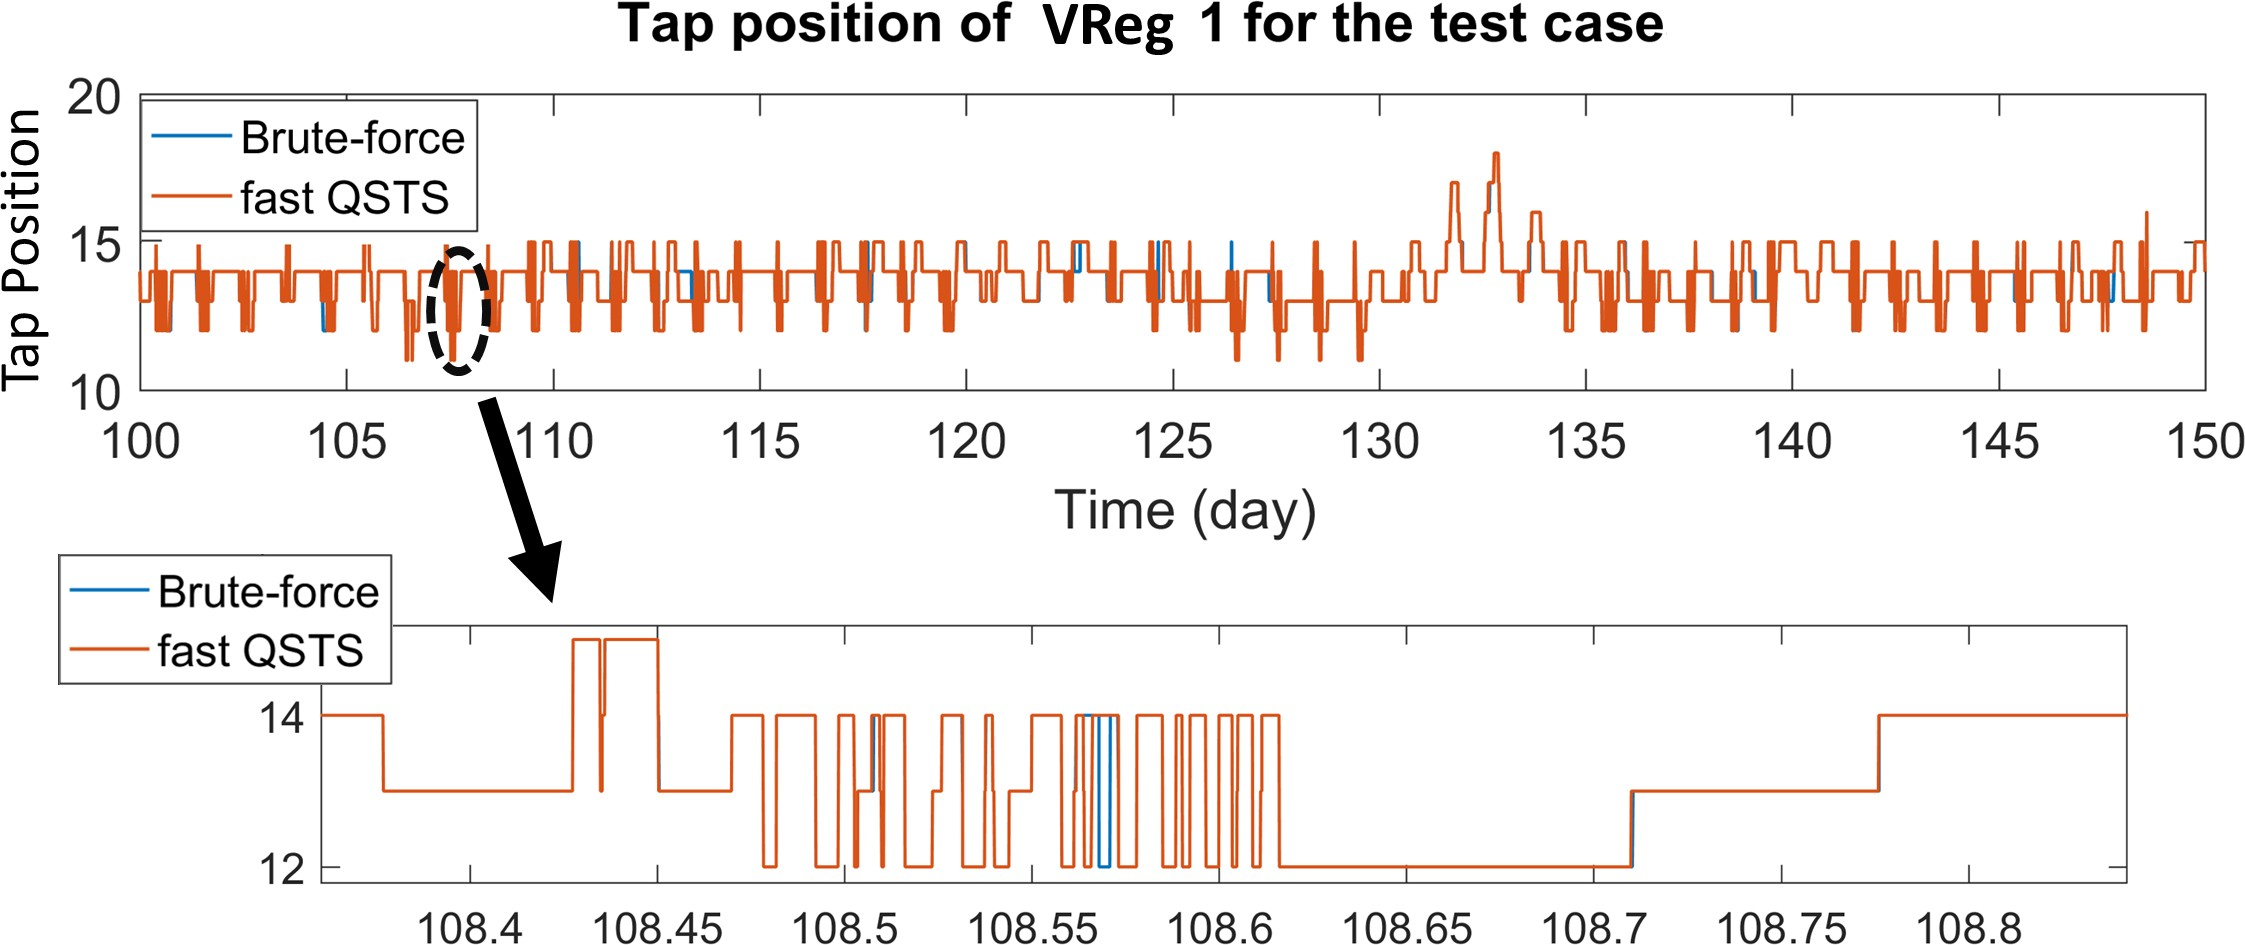 Tap position of VReg 1 for the test case
Tap Position
20
15
10
Brute-force
fast QSTS
100 105 110 115 120 125 130 135 140 145 150
Time (day)
Brute-force
fast QSTS
14
12
108.4 108.45 108.5 108.55 108.6 108.65 108.7 108.75 108.8